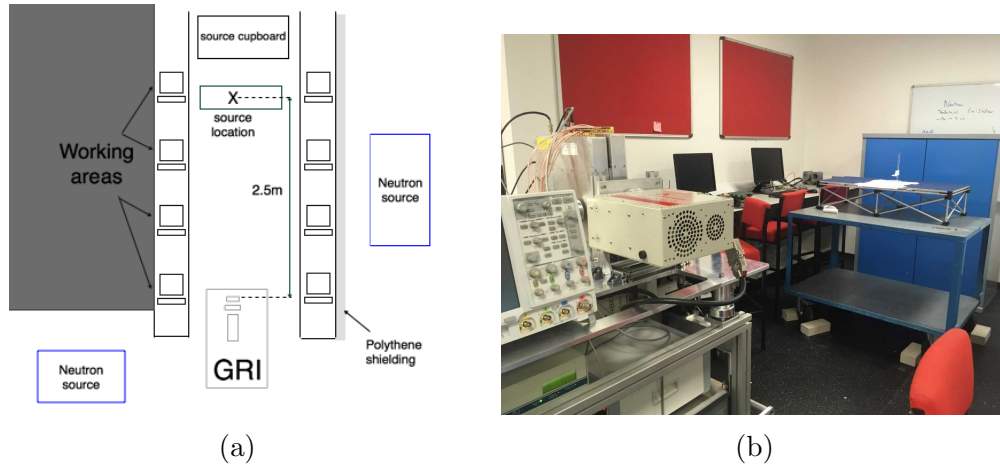 source cupboard
X
source
location
Working
areas
2.5m
Neutron
source
GRI
Polythene
shielding
Neutron
source
Neutron
(a)
(b)